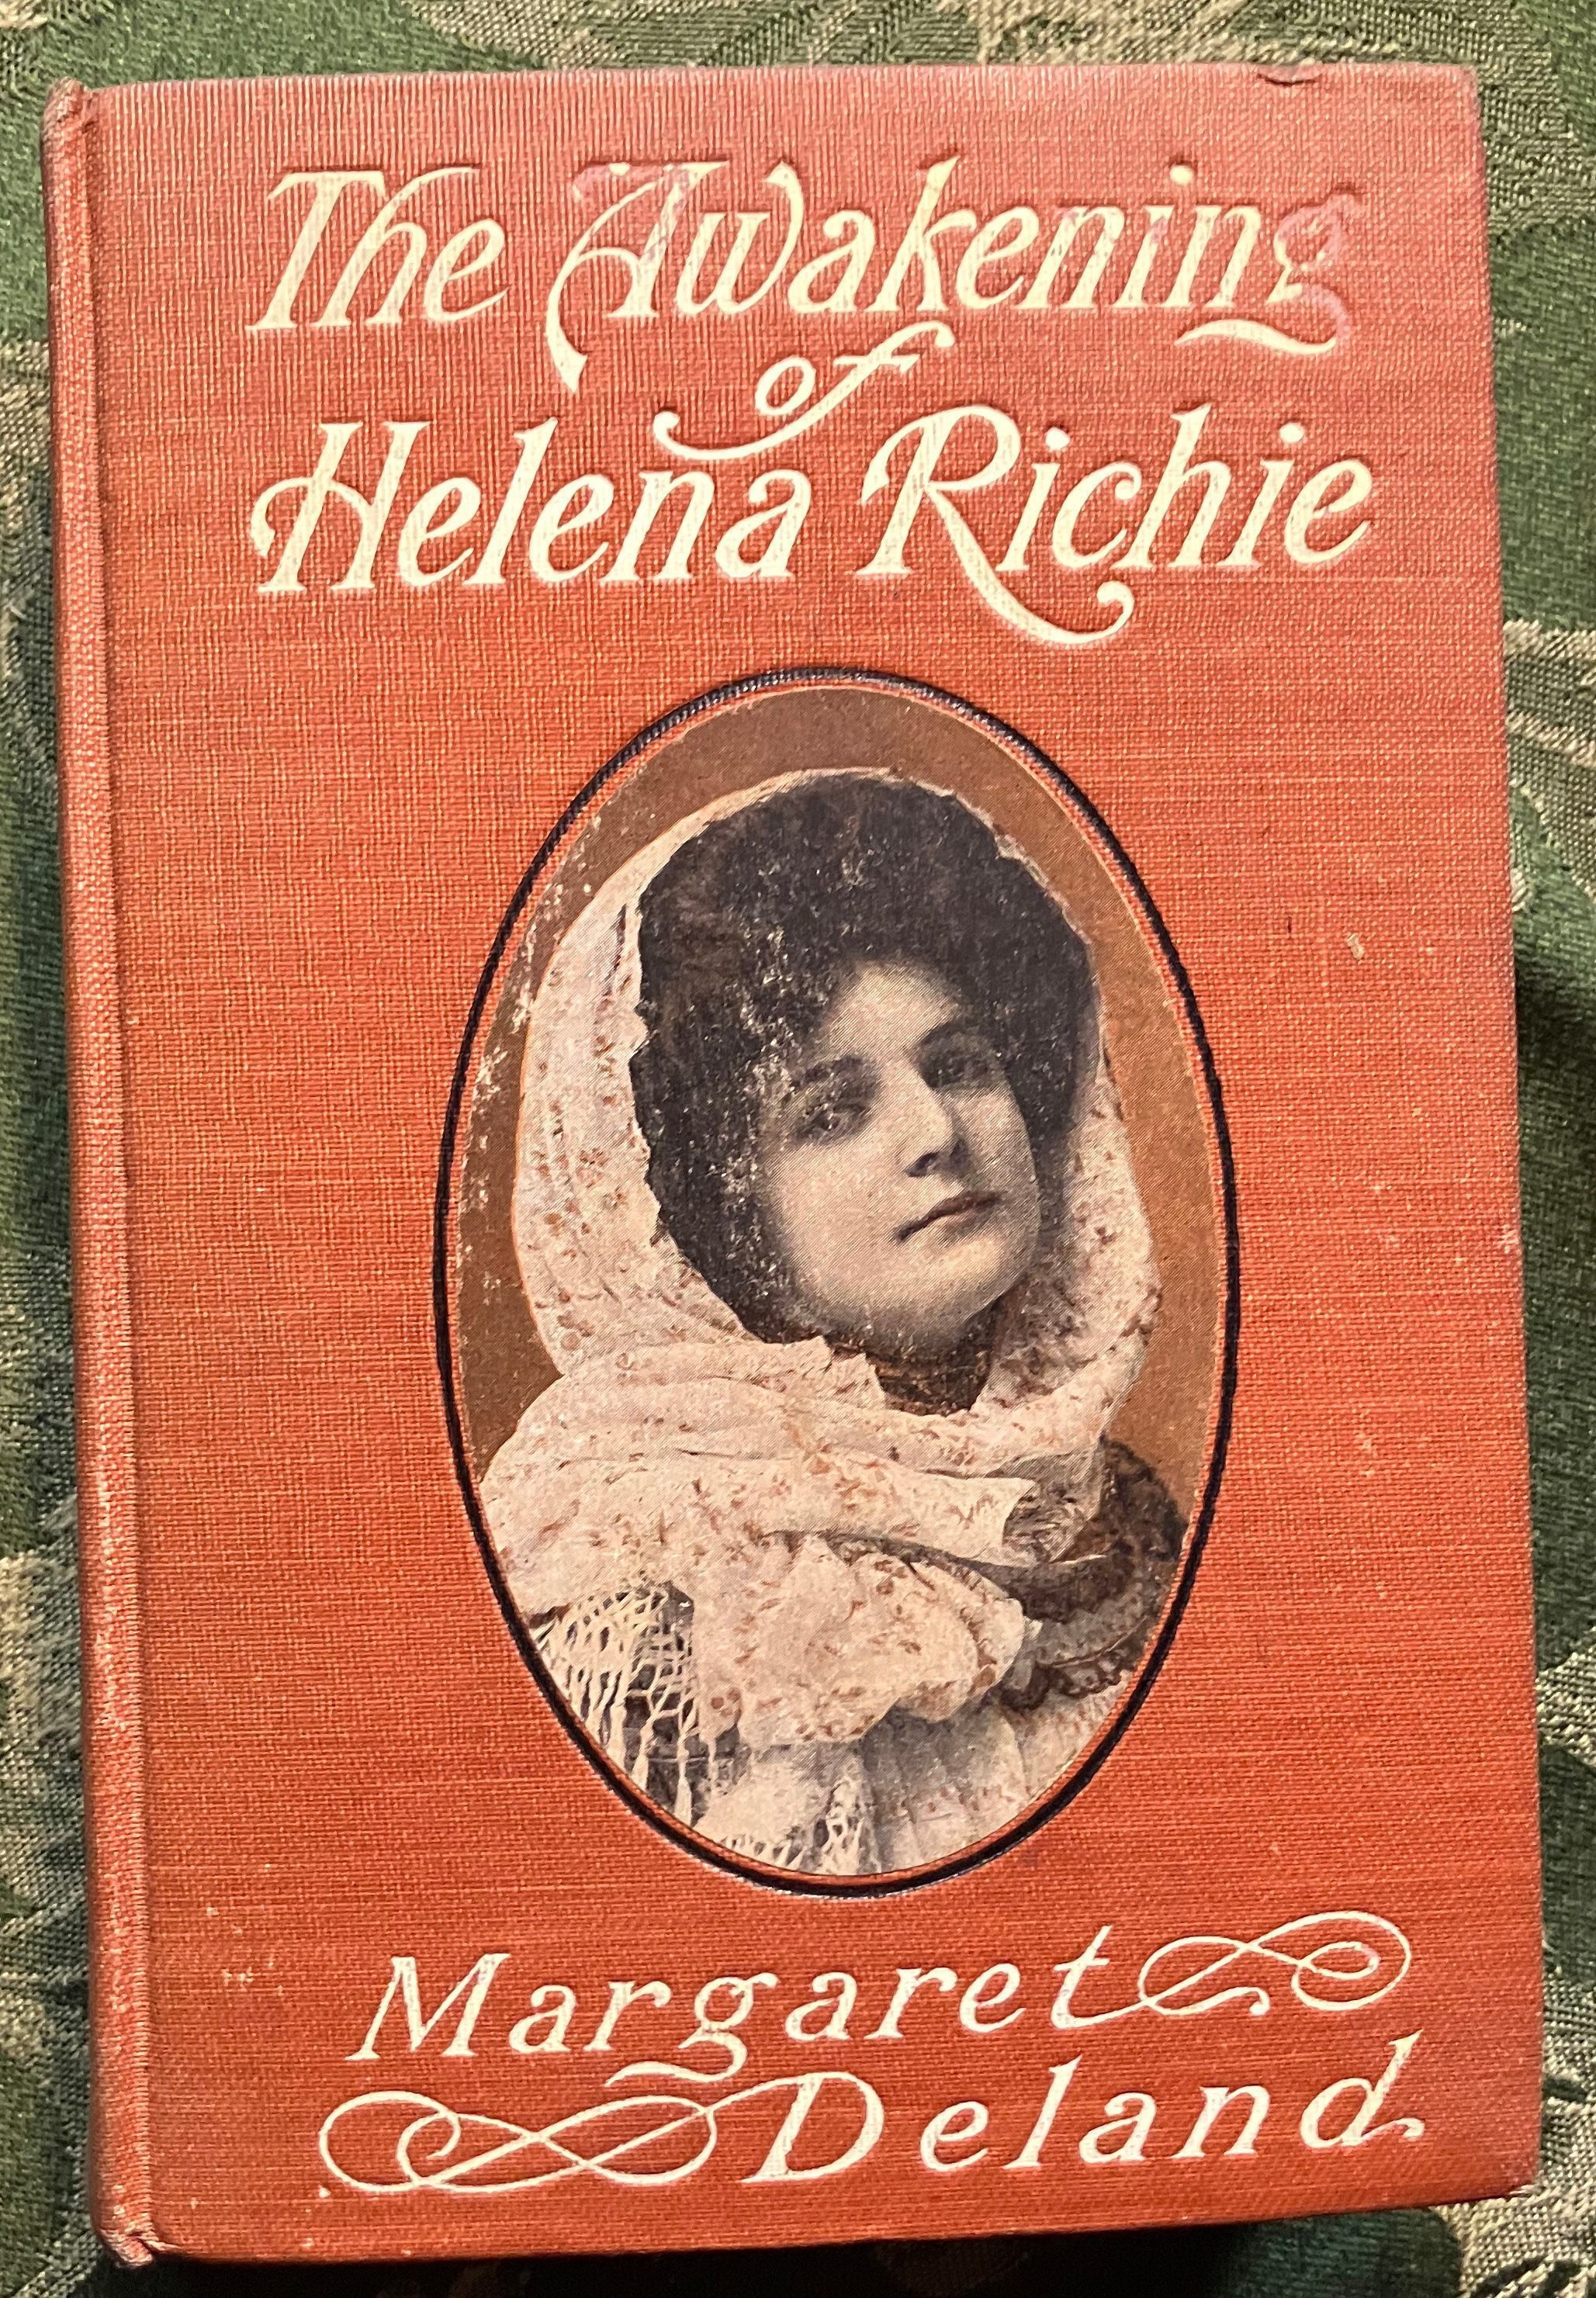 The Awakening
of
Helena Richie
Margaret
Deland